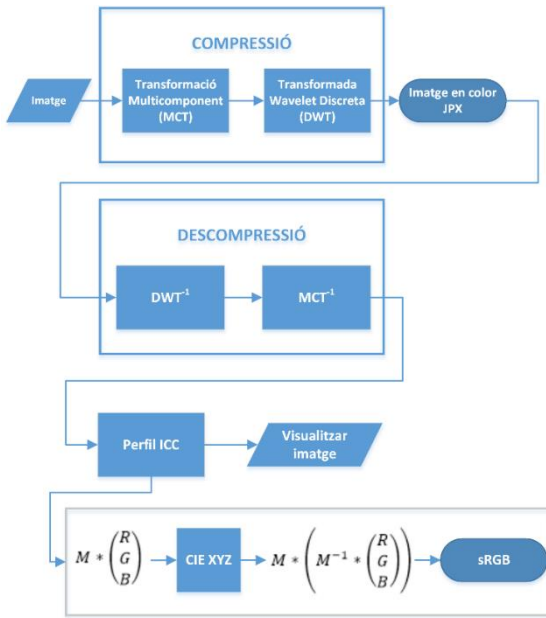 COMPRESSIÓ
Imatge
Transformació
Multicomponent
(MCT)
Transformada
Wavelet Discreta
(DWT)
Imatge en color
JPX
DESCOMPRESSIÓ
DWT⁻¹
MCT⁻¹
Perfil ICC
Visualitzar
imatge
M * (R G B)
CIE XYZ
M * (M⁻¹ * (R G B))
sRGB